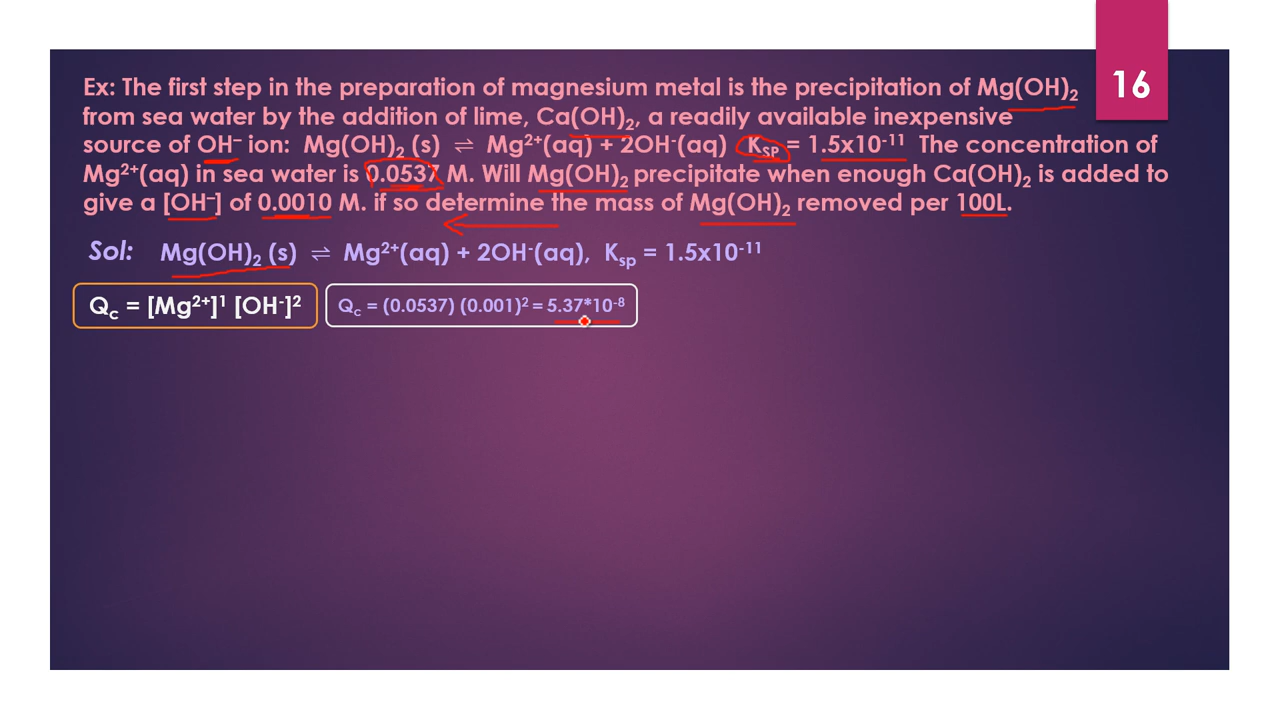 16
Ex: The first step in the preparation of magnesium metal is the precipitation of Mg(OH)₂
from sea water by the addition of lime, Ca(OH)₂, a readily available inexpensive
source of OH⁻ ion: Mg(OH)₂ (s) ⇌ Mg²⁺(aq) + 2OH-(aq) Kₛₚ = 1.5x10⁻¹¹ The concentration of
Mg²⁺(aq) in sea water is 0.0537 M. Will Mg(OH)₂ precipitate when enough Ca(OH)₂ is added to
give a [OH⁻] of 0.0010 M. if so determine the mass of Mg(OH)₂ removed per 100L.
Sol: Mg(OH)₂ (s) ⇌ Mg²⁺(aq) + 2OH⁻(aq), Kₛₚ = 1.5x10⁻¹¹
Q꜀ = [Mg²⁺]¹ [OH⁻]² Q꜀ = (0.0537) (0.001)² = 5.37*10⁻⁸